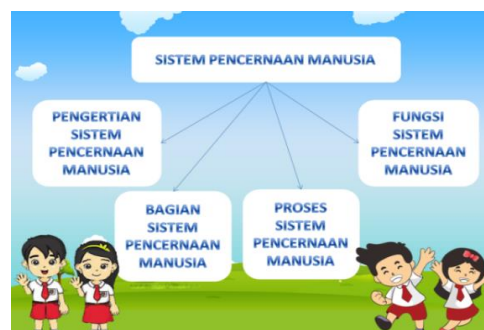 SISTEM PENCERNAAN MANUSIA
PENGERTIAN
SISTEM
PENCERNAAN
MANUSIA
BAGIAN
SISTEM
PENCERNAAN
MANUSIA
PROSES
SISTEM
PENCERNAAN
MANUSIA
FUNGSI
SISTEM
PENCERNAAN
MANUSIA